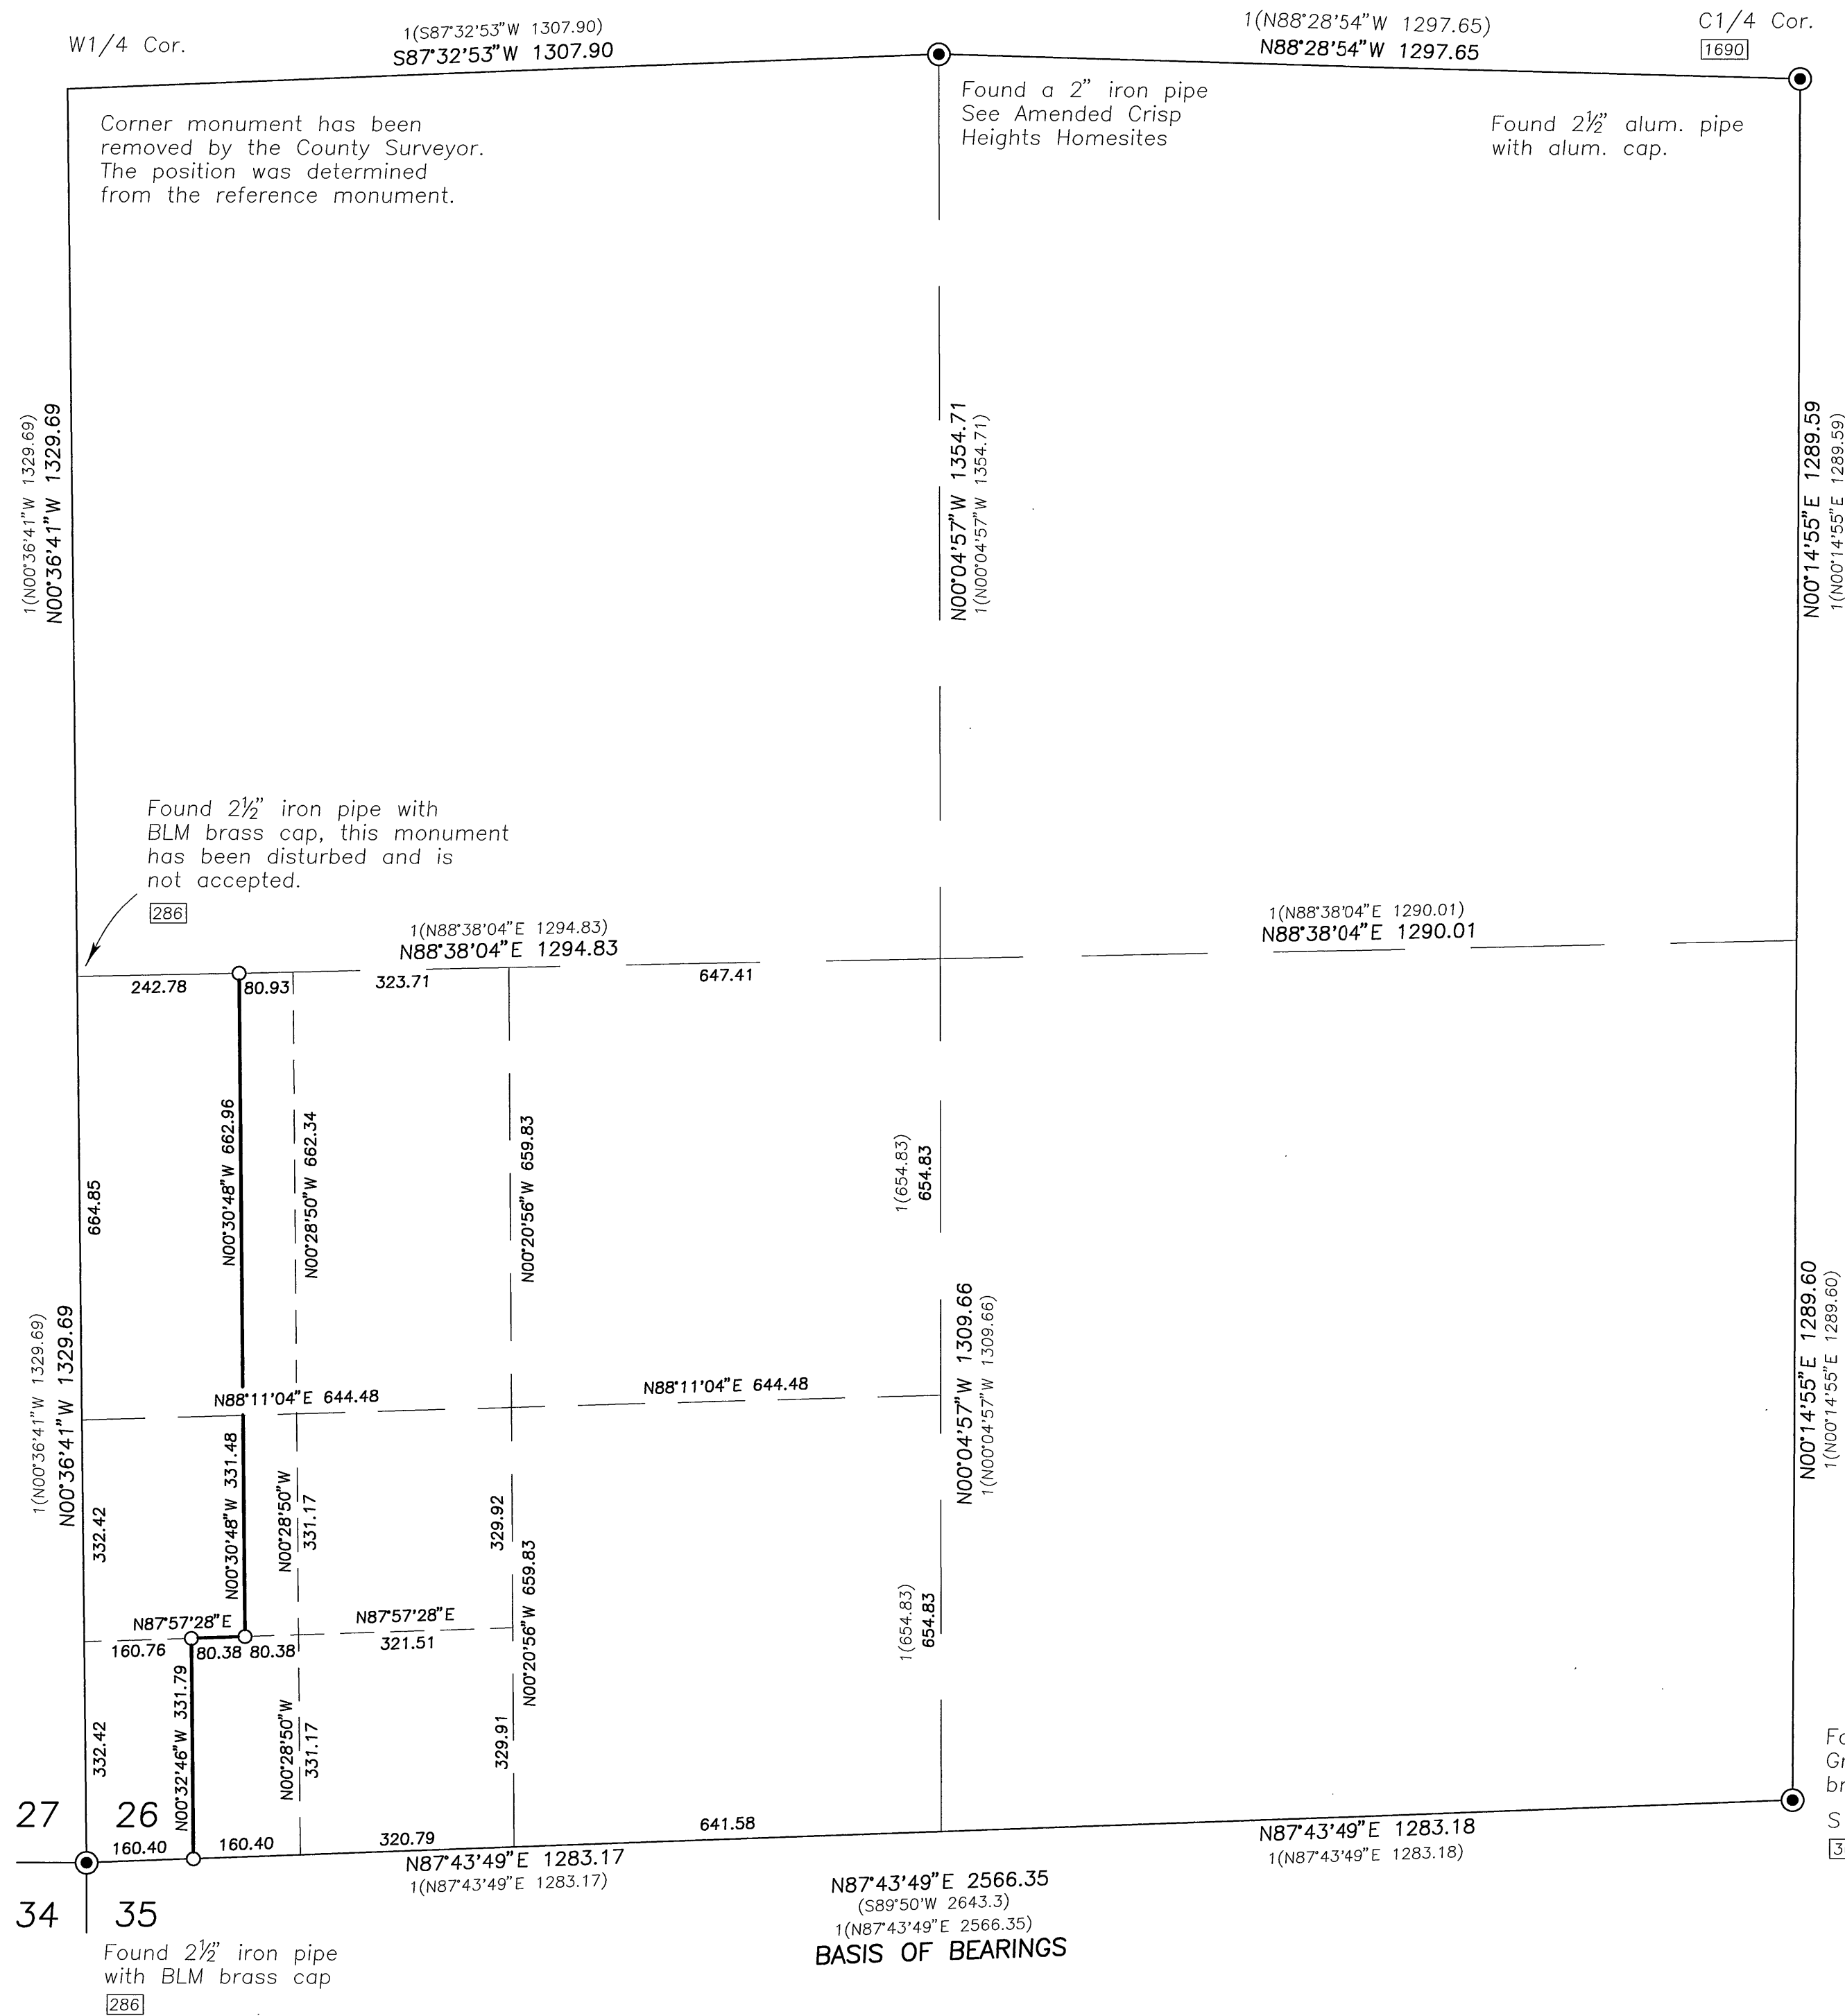 W1/4 Cor.
1(S87°32'53"W 1307.90)
S87°32'53"W 1307.90
1(N88°28'54"W 1297.65)
N88°28'54"W 1297.65
C1/4 Cor.
1690
Corner monument has been
removed by the County Surveyor.
The position was determined
from the reference monument.
Found a 2" iron pipe
See Amended Crisp
Heights Homesites
Found 2½" alum. pipe
with alum. cap.
1(N00°36'41"W 1329.69)
N00°36'41"W 1329.69
N00°04'57"W 1354.71
1(N00°04'57"W 1354.71)
N00°14'55"E 1289.59
1(N00°14'55"E 1289.59)
Found 2½" iron pipe with
BLM brass cap, this monument
has been disturbed and is
not accepted.
286
1(N88°38'04"E 1294.83)
N88°38'04"E 1294.83
1(N88°38'04"E 1290.01)
N88°38'04"E 1290.01
242.78
80.93
323.71
647.41
664.85
N00°30'48"W 662.96
N00°28'50"W 662.34
N00°20'56"W 659.83
1(654.83)
654.83
1(N00°36'41"W 1329.69)
N00°36'41"W 1329.69
N88°11'04"E 644.48
N88°11'04"E 644.48
N00°04'57"W 1309.66
1(N00°04'57"W 1309.66)
N00°14'55"E 1289.60
1(N00°14'55"E 1289.60)
332.42
N00°30'48"W 331.48
N00°28'50"W
331.17
329.92
N00°20'56"W 659.83
1(654.83)
654.83
N87°57'28"E
N87°57'28"E
160.76
80.38
80.38
321.51
332.42
N00°32'46"W 331.79
N00°28'50"W
331.17
329.91
27
26
160.40
160.40
320.79
641.58
N87°43'49"E 1283.17
1(N87°43'49"E 1283.17)
N87°43'49"E 1283.18
1(N87°43'49"E 1283.18)
Gr
br
S
3
34
35
N87°43'49"E 2566.35
(S89°50'W 2643.3)
1(N87°43'49"E 2566.35)
BASIS OF BEARINGS
Found 2½" iron pipe
with BLM brass cap
286